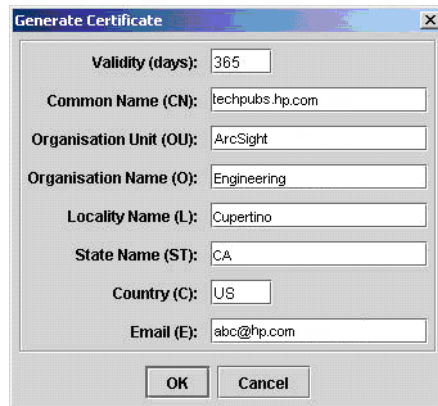 Generate Certificate
Validity (days): 365
Common Name (CN): techpubs.hp.com
Organisation Unit (OU): ArcSight
Organisation Name (O): Engineering
Locality Name (L): Cupertino
State Name (ST): CA
Country (C): US
Email (E): abc@hp.com
OK Cancel